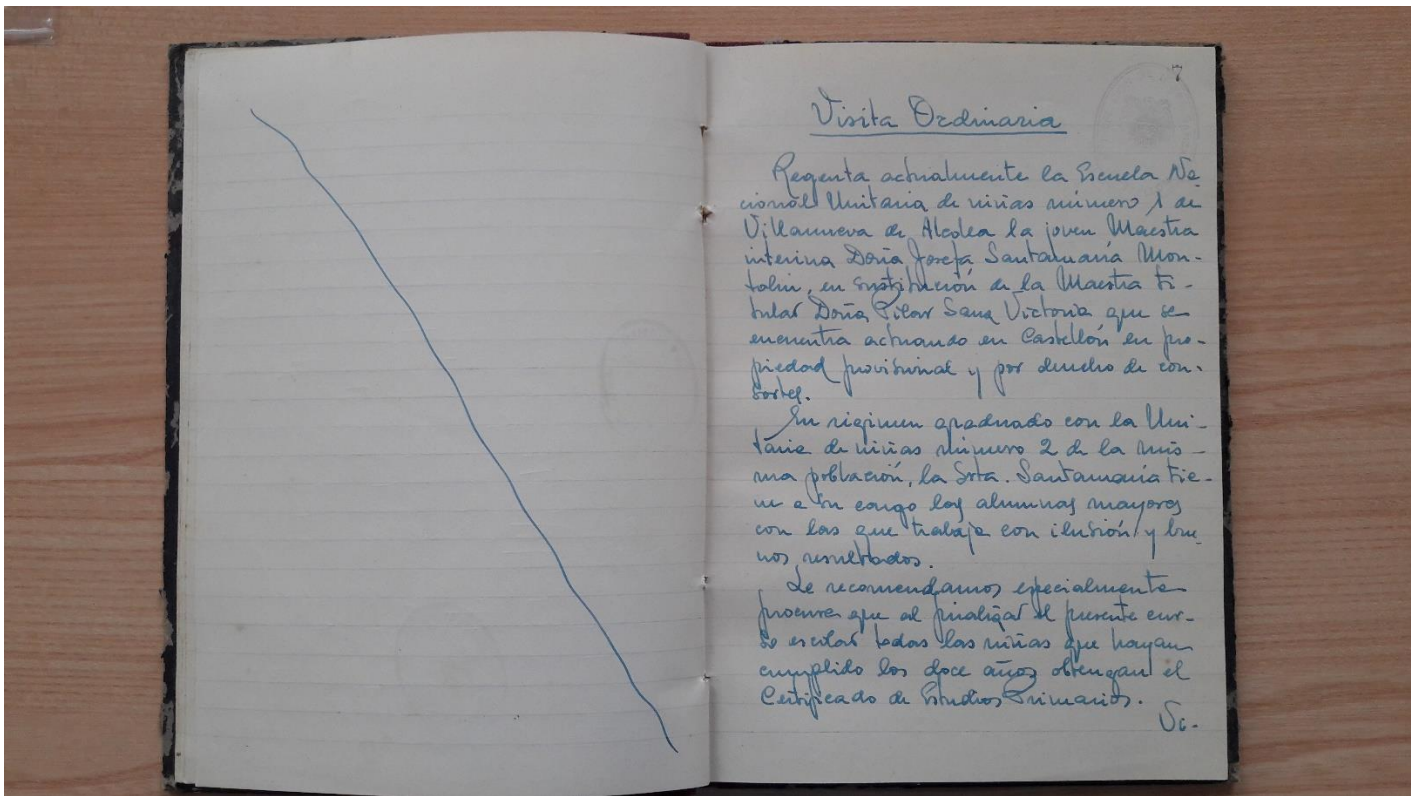 7
Visita Ordinaria
Regenta actualmente la Escuela Na-
cional Unitaria de niñas número 1 de
Villanueva de Alcolea la joven Maestra
interina Doña Josefa Santamaría Mon-
tolin, en sustitución de la Maestra ti-
tular Doña Pilar Sanz Victoria que se
encuentra actuando en Castellón en pro-
piedad provisional y por derecho de con-
sortes.
En régimen graduado con la Uni-
taria de niñas número 2 de la mis-
ma población, la Srta. Santamaría tie-
ne a su cargo las alumnas mayores
con las que trabaja con ilusión y bue-
nos resultados.
Le recomendamos especialmente
procure que al finalizar el presente cur-
so escolar todas las niñas que hayan
cumplido los doce años obtengan el
Certificado de Estudios Primarios.